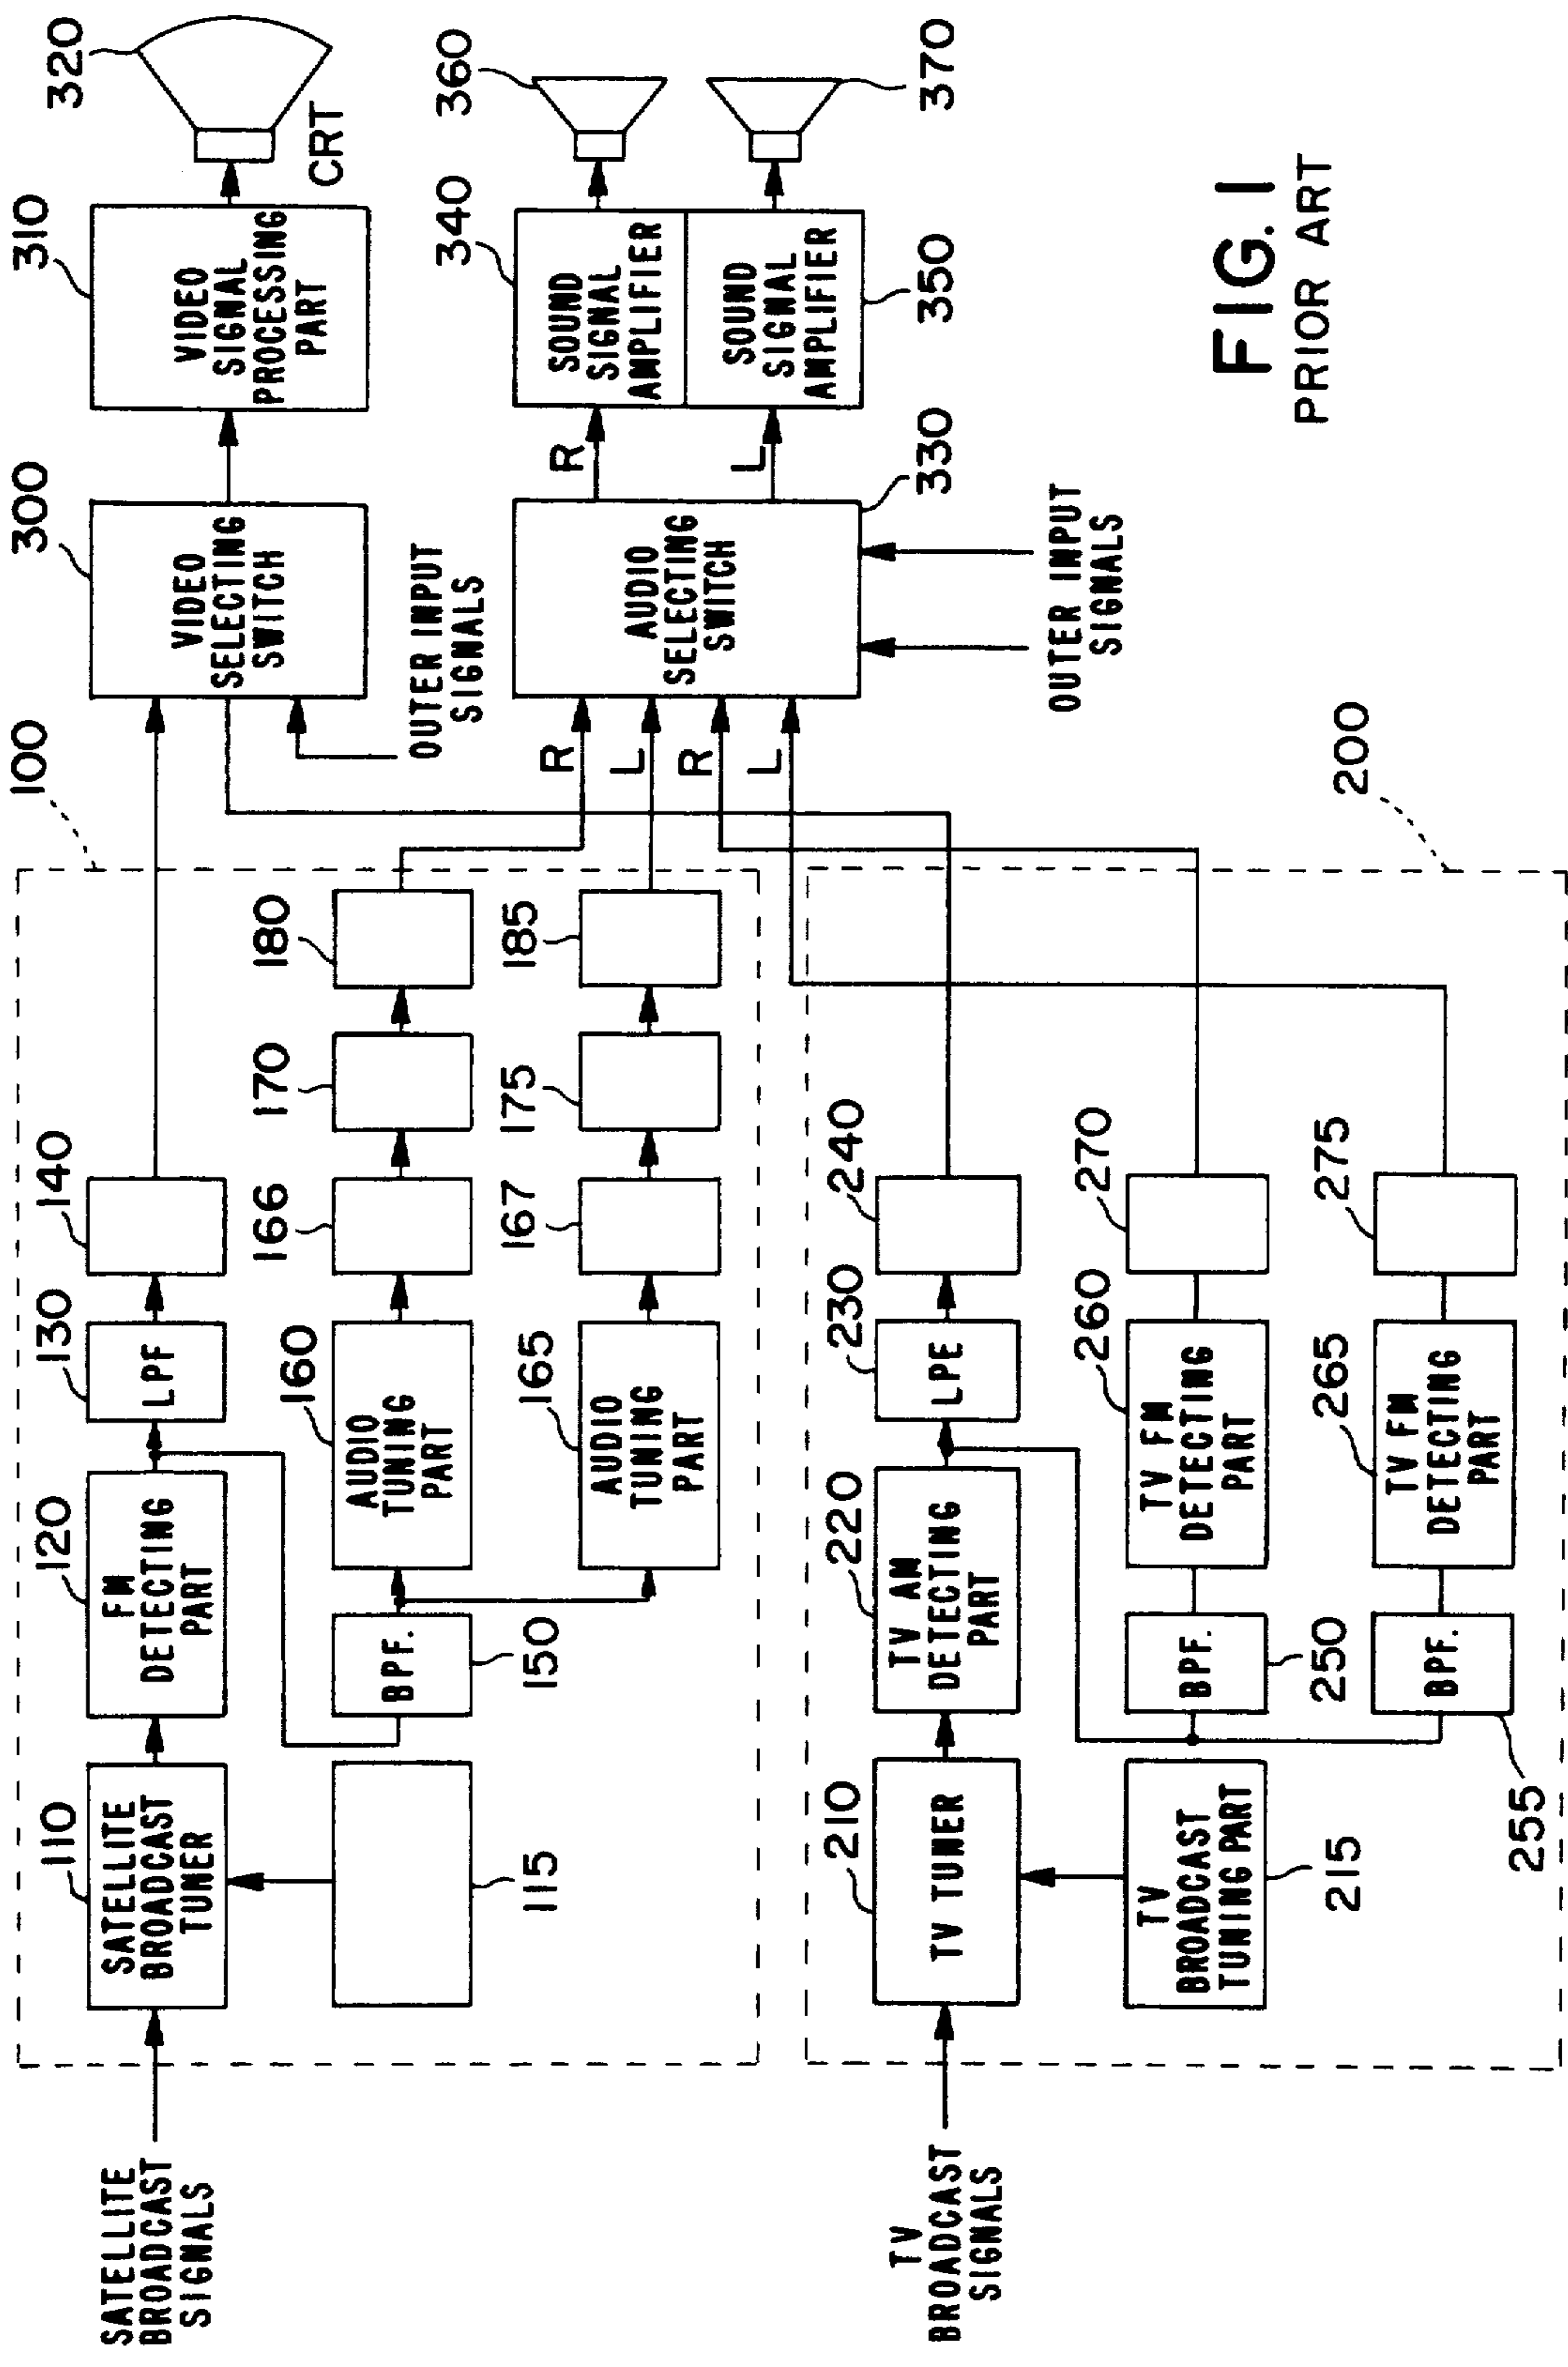 320
CRT
310
VIDEO
SIGNAL
PROCESSING
PART
300
VIDEO
SELECTING
SWITCH
OUTER INPUT
SIGNALS
360
370
340
SOUND
SIGNAL
AMPLIFIER
SOUND
SIGNAL
AMPLIFIER
350
R
L
330
AUDIO
SELECTING
SWITCH
OUTER INPUT
SIGNALS
R
L
R
L
100
140
130
LPF
120
FM
DETECTING
PART
110
SATELLITE
BROADCAST
TUNER
SATELLITE
BROADCAST
SIGNALS
180
170
166
160
AUDIO
TUNING
PART
BPF.
150
115
185
175
167
165
AUDIO
TUNING
PART
200
240
230
LPE
220
TV AM
DETECTING
PART
210
TV TUNER
TV
BROADCAST
SIGNALS
270
260
TV FM
DETECTING
PART
BPF.
250
TV
BROADCAST
TUNING PART
215
275
265
TV FM
DETECTING
PART
BPF.
255
FIG. 1
PRIOR ART